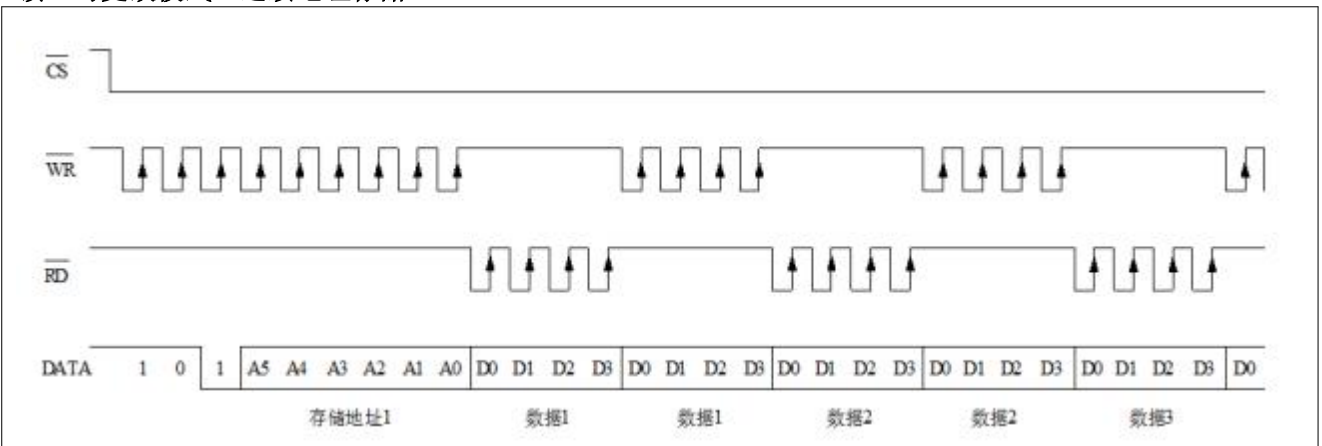 CS
WR
RD
DATA 1 0 1 A5 A4 A3 A2 A1 A0 D0 D1 D2 D3 D0 D1 D2 D3 D0 D1 D2 D3 D0 D1 D2 D3 D0 D1 D2 D3 D0
存储地址1 数据1 数据1 数据2 数据2 数据3